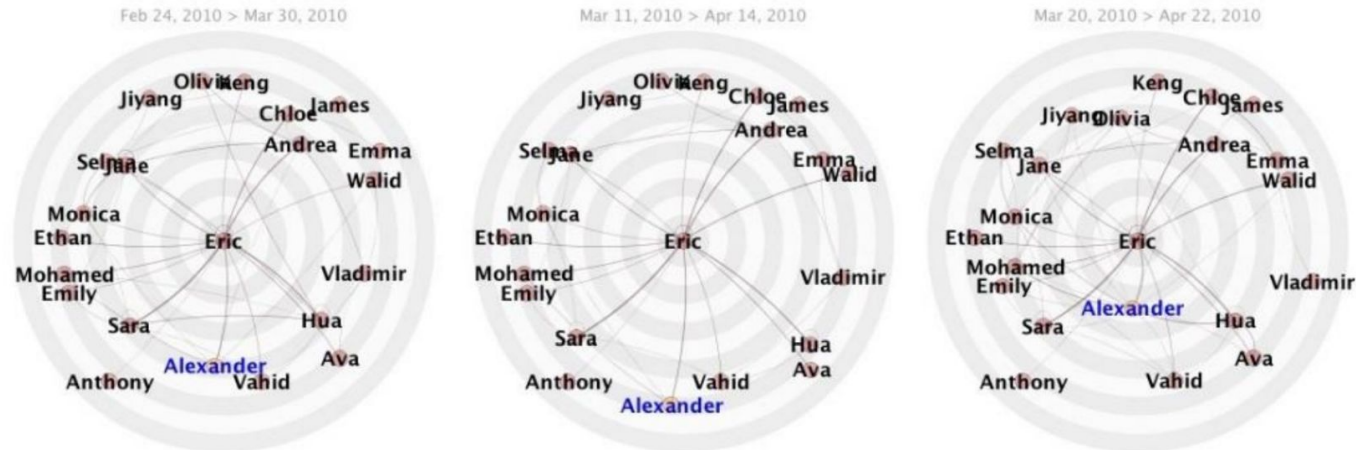 Feb 24, 2010 > Mar 30, 2010
Olivia Keng
Jiyang
James
Chloe
Andrea
Emma
Selma
Jane
Walid
Monica
Ethan
Eric
Mohamed
Vladimir
Emily
Sara
Hua
Ava
Alexander
Anthony
Vahid
Mar 11, 2010 > Apr 14, 2010
Olivia Keng
Jiyang
Chloe
James
Andrea
Selma
Jane
Emma
Walid
Monica
Ethan
Eric
Mohamed
Vladimir
Emily
Sara
Hua
Ava
Anthony
Vahid
Alexander
Mar 20, 2010 > Apr 22, 2010
Keng
Chloe
James
Jiyang
Olivia
Andrea
Selma
Jane
Emma
Walid
Monica
Ethan
Eric
Mohamed
Emily
Vladimir
Alexander
Sara
Hua
Ava
Anthony
Vahid